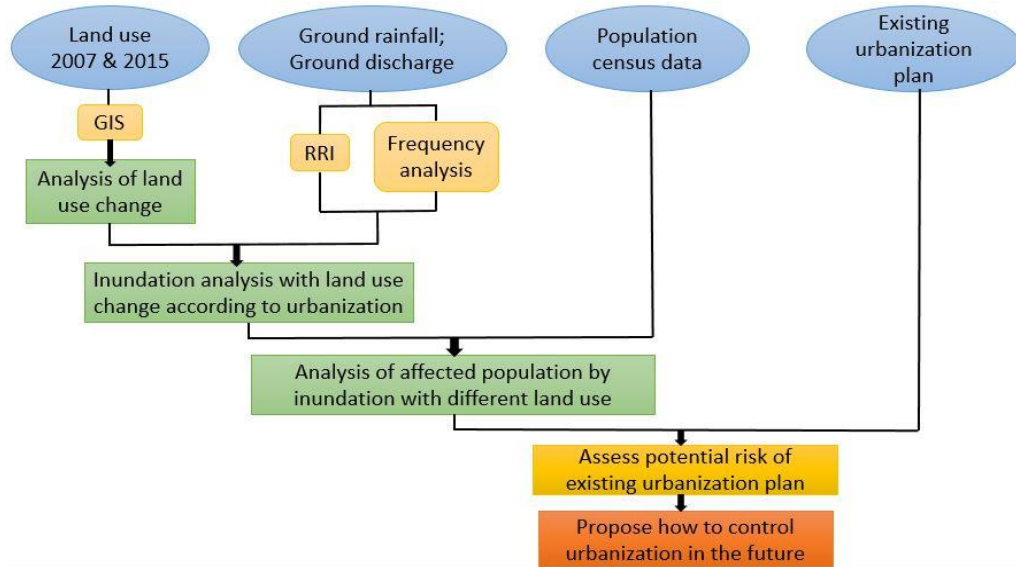 Land use
2007 & 2015
Ground rainfall;
Ground discharge
Population
census data
Existing
urbanization
plan
GIS
RRI
Frequency
analysis
Analysis of land
use change
Inundation analysis with land use
change according to urbanization
Analysis of affected population by
inundation with different land use
Assess potential risk of
existing urbanization plan
Propose how to control
urbanization in the future